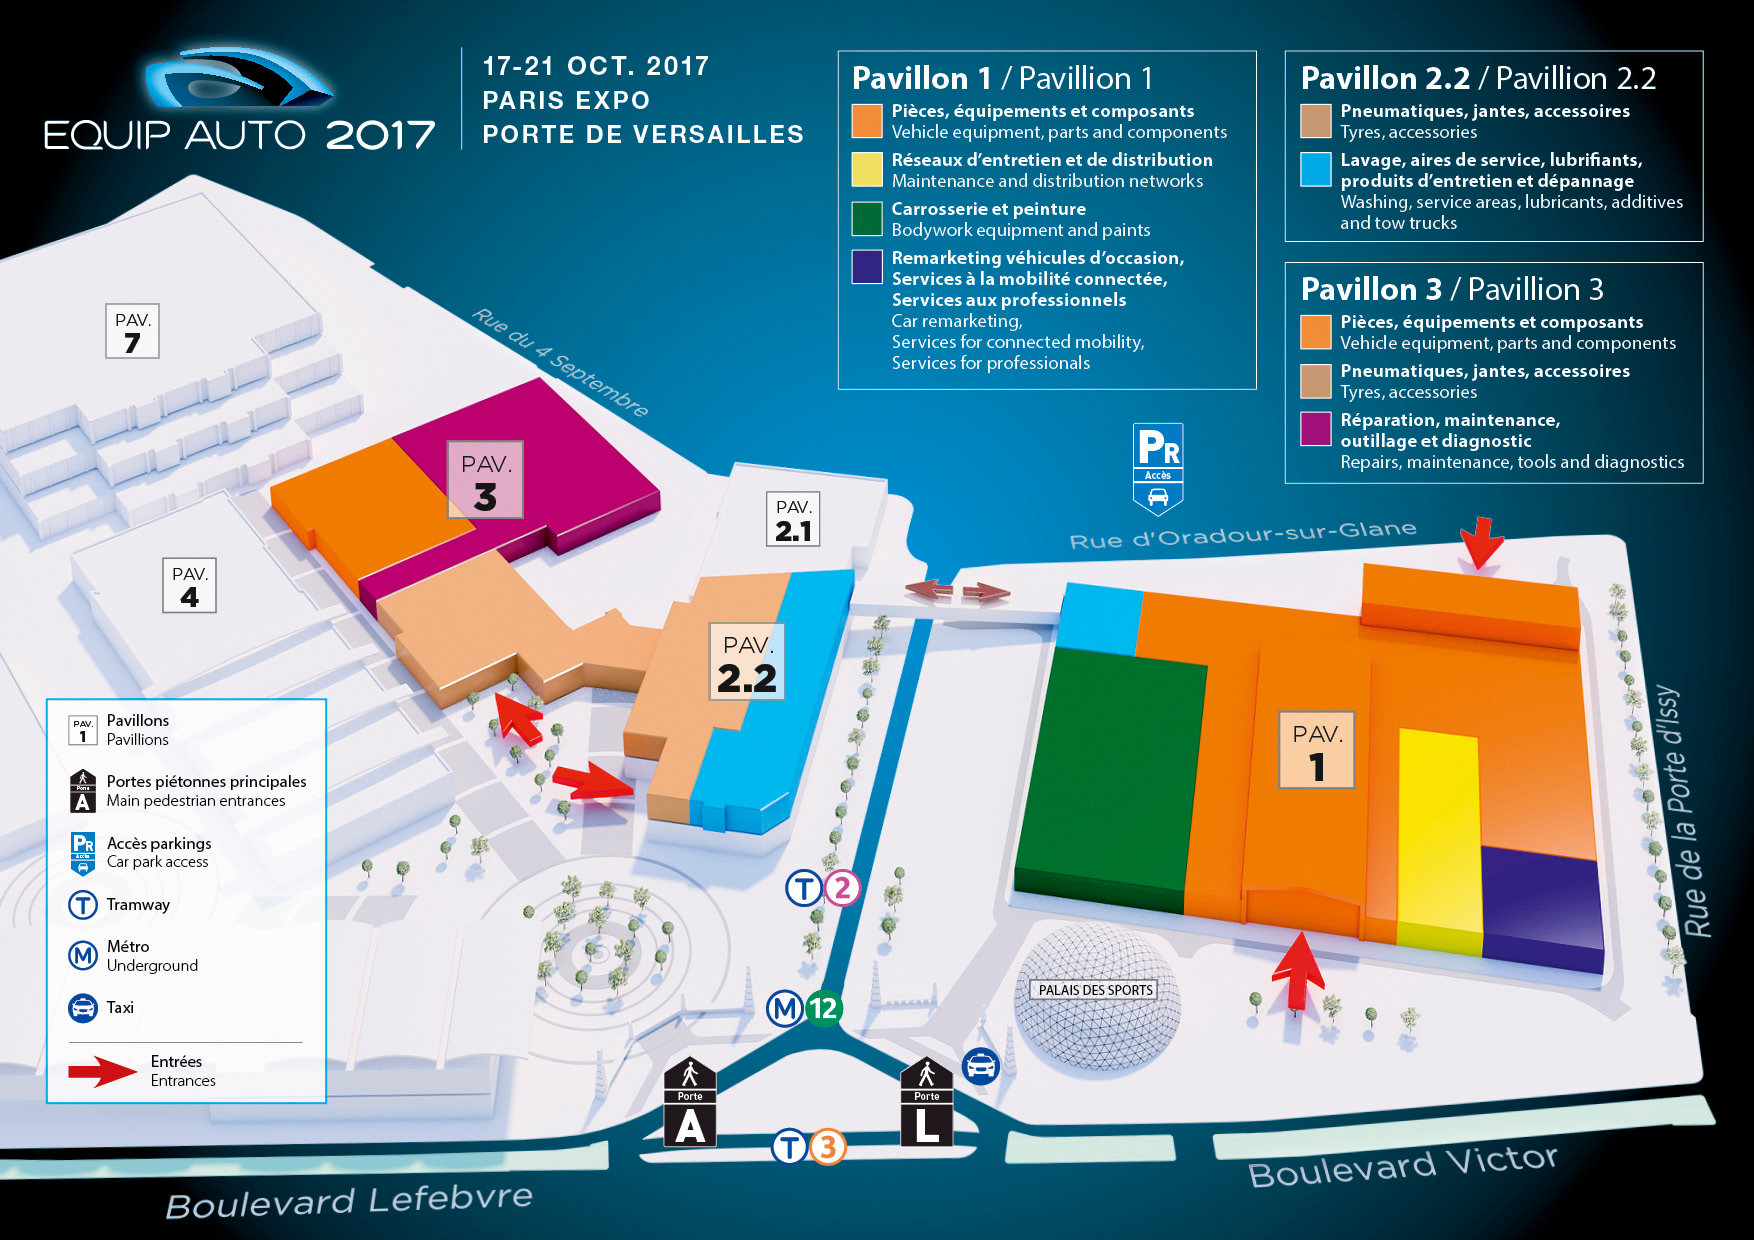 EQUIP AUTO 2017
17-21 OCT. 2017
PARIS EXPO
PORTE DE VERSAILLES
Pavillon 1 / Pavillion 1
Pièces, équipements et composants
Vehicle equipment, parts and components
Réseaux d'entretien et de distribution
Maintenance and distribution networks
Carrosserie et peinture
Bodywork equipment and paints
Remarketing véhicules d'occasion,
Services à la mobilité connectée,
Services aux professionnels
Car remarketing,
Services for connected mobility,
Services for professionals
Pavillon 2.2 / Pavillion 2.2
Pneumatiques, jantes, accessoires
Tyres, accessories
Lavage, aires de service, lubrifiants,
produits d'entretien et dépannage
Washing, service areas, lubricants, additives
and tow trucks
Pavillon 3 / Pavillion 3
Pièces, équipements et composants
Vehicle equipment, parts and components
Pneumatiques, jantes, accessoires
Tyres, accessories
Réparation, maintenance,
outillage et diagnostic
Repairs, maintenance, tools and diagnostics
PAV.
7
Rue du 4 Septembre
PAV.
3
PAV.
2.1
PAV.
4
PR
Accès
Rue d'Oradour-sur-Glane
PAV.
2.2
PAV.
1
Rue de la Porte d'Issy
PAV.
1
Pavillons
Pavillions
Porte
A
Portes piétonnes principales
Main pedestrian entrances
PR
Accès
Accès parkings
Car park access
T
Tramway
M
Métro
Underground
Taxi
Entrées
Entrances
T 2
M 12
PALAIS DES SPORTS
Porte
A
Porte
L
T 3
Boulevard Lefebvre
Boulevard Victor